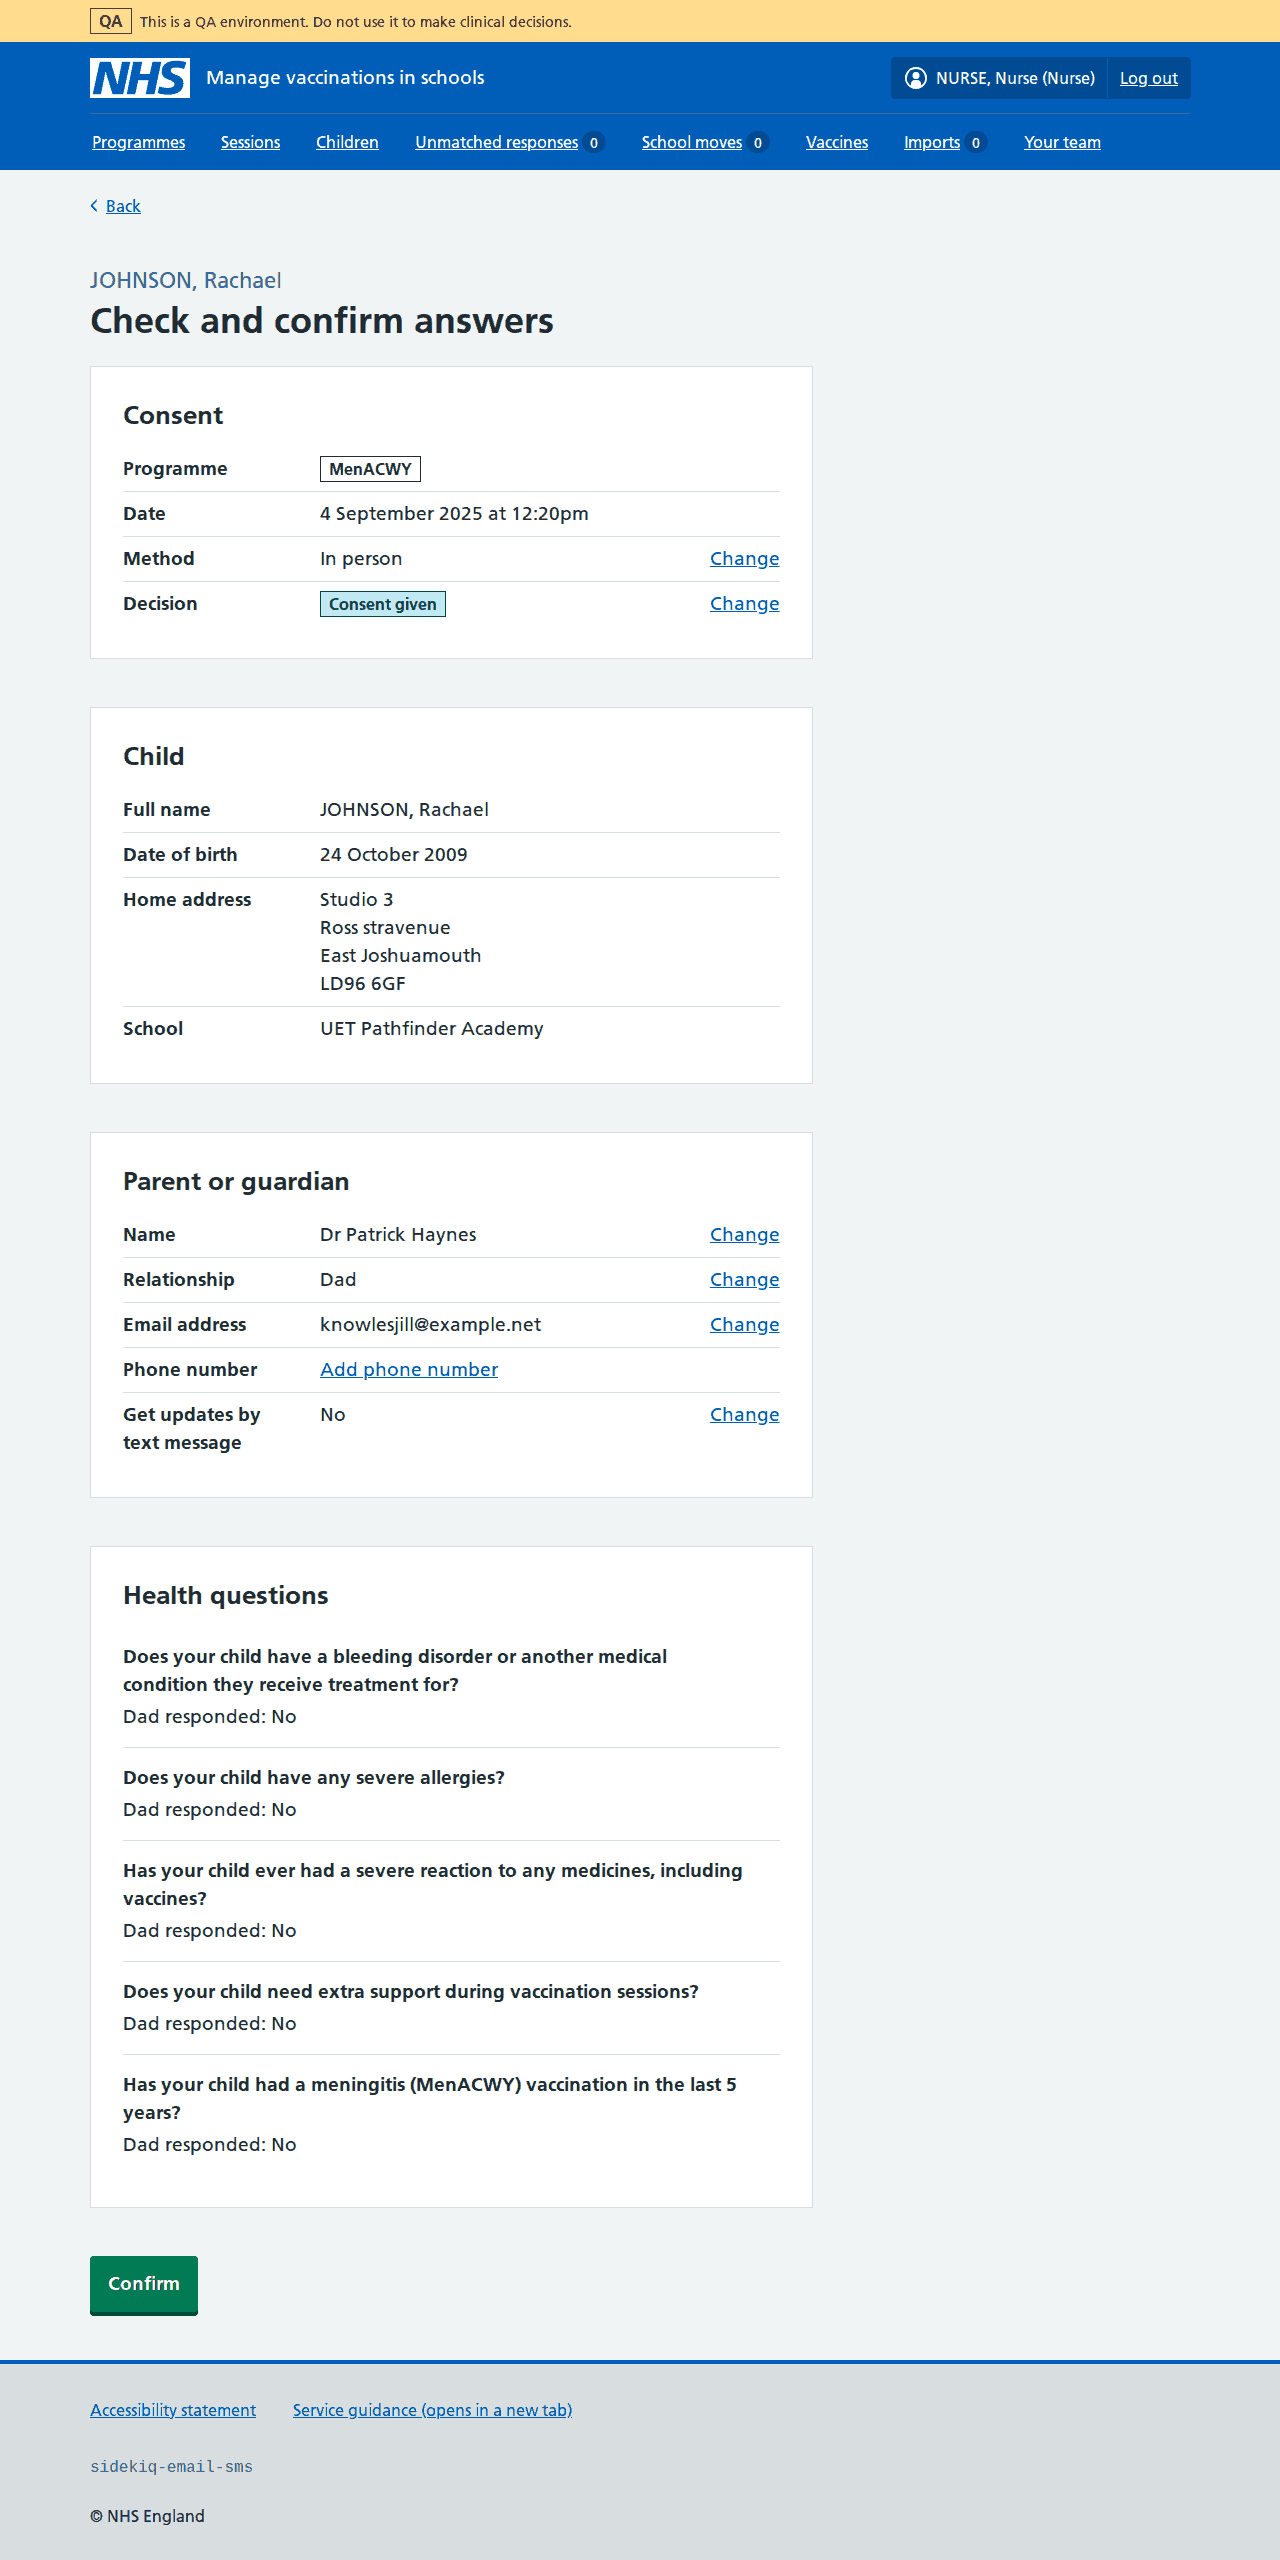 QA This is a QA environment. Do not use it to make clinical decisions.
NHS Manage vaccinations in schools NURSE, Nurse (Nurse) Log out
Programmes Sessions Children Unmatched responses 0 School moves 0 Vaccines Imports 0 Your team
Back
JOHNSON, Rachael
Check and confirm answers
Consent
Programme MenACWY
Date 4 September 2025 at 12:20pm
Method In person Change
Decision Consent given Change
Child
Full name JOHNSON, Rachael
Date of birth 24 October 2009
Home address Studio 3
Ross stravenue
East Joshuamouth
LD96 6GF
School UET Pathfinder Academy
Parent or guardian
Name Dr Patrick Haynes Change
Relationship Dad Change
Email address knowlesjill@example.net Change
Phone number Add phone number
Get updates by No Change
text message
Health questions
Does your child have a bleeding disorder or another medical
condition they receive treatment for?
Dad responded: No
Does your child have any severe allergies?
Dad responded: No
Has your child ever had a severe reaction to any medicines, including
vaccines?
Dad responded: No
Does your child need extra support during vaccination sessions?
Dad responded: No
Has your child had a meningitis (MenACWY) vaccination in the last 5
years?
Dad responded: No
Confirm
Accessibility statement Service guidance (opens in a new tab)
sidekiq-email-sms
© NHS England